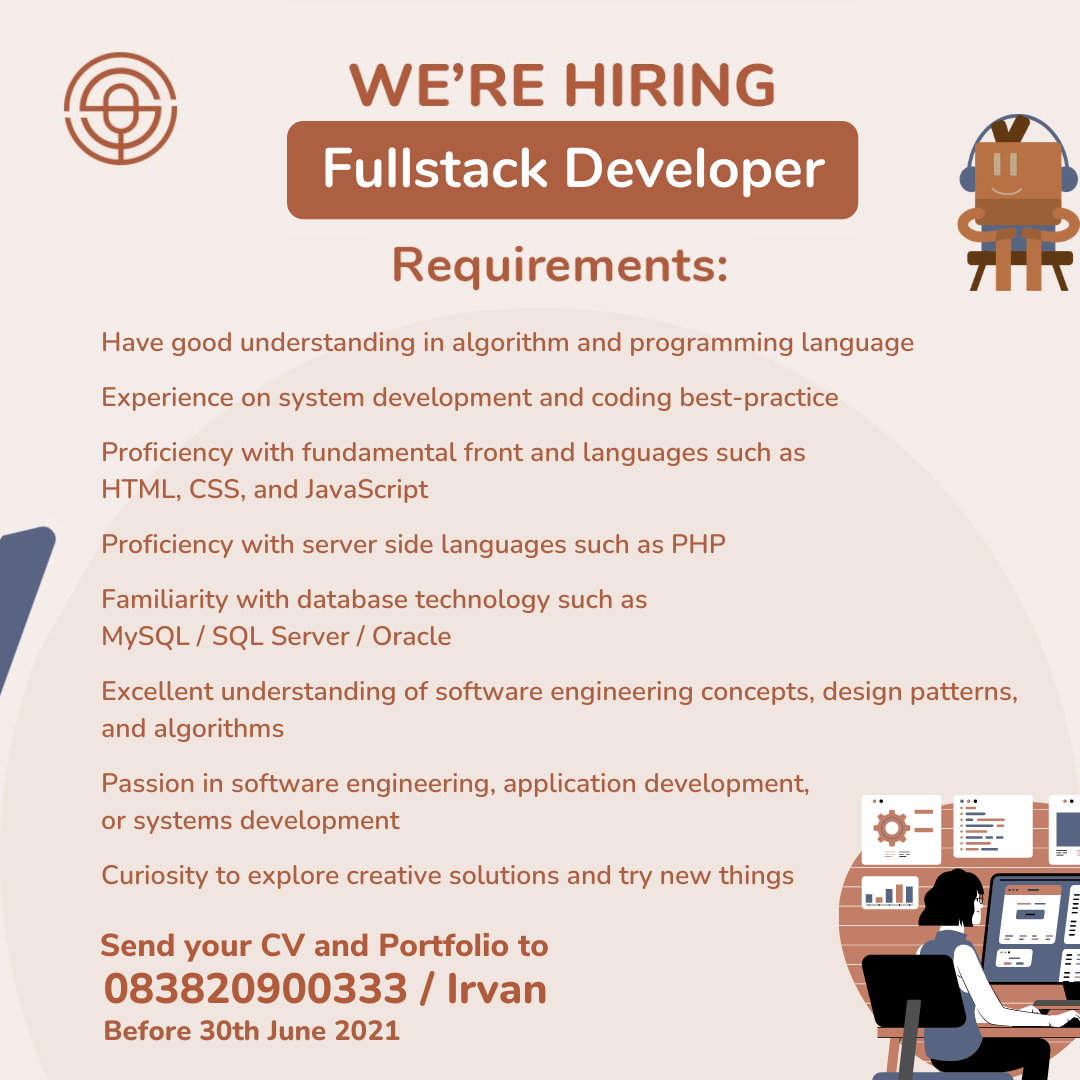 WE'RE HIRING
Fullstack Developer
Requirements:
Have good understanding in algorithm and programming language
Experience on system development and coding best-practice
Proficiency with fundamental front and languages such as
HTML, CSS, and JavaScript
Proficiency with server side languages such as PHP
Familiarity with database technology such as
MySQL / SQL Server / Oracle
Excellent understanding of software engineering concepts, design patterns,
and algorithms
Passion in software engineering, application development,
or systems development
Curiosity to explore creative solutions and try new things
Send your CV and Portfolio to
083820900333 / Irvan
Before 30th June 2021